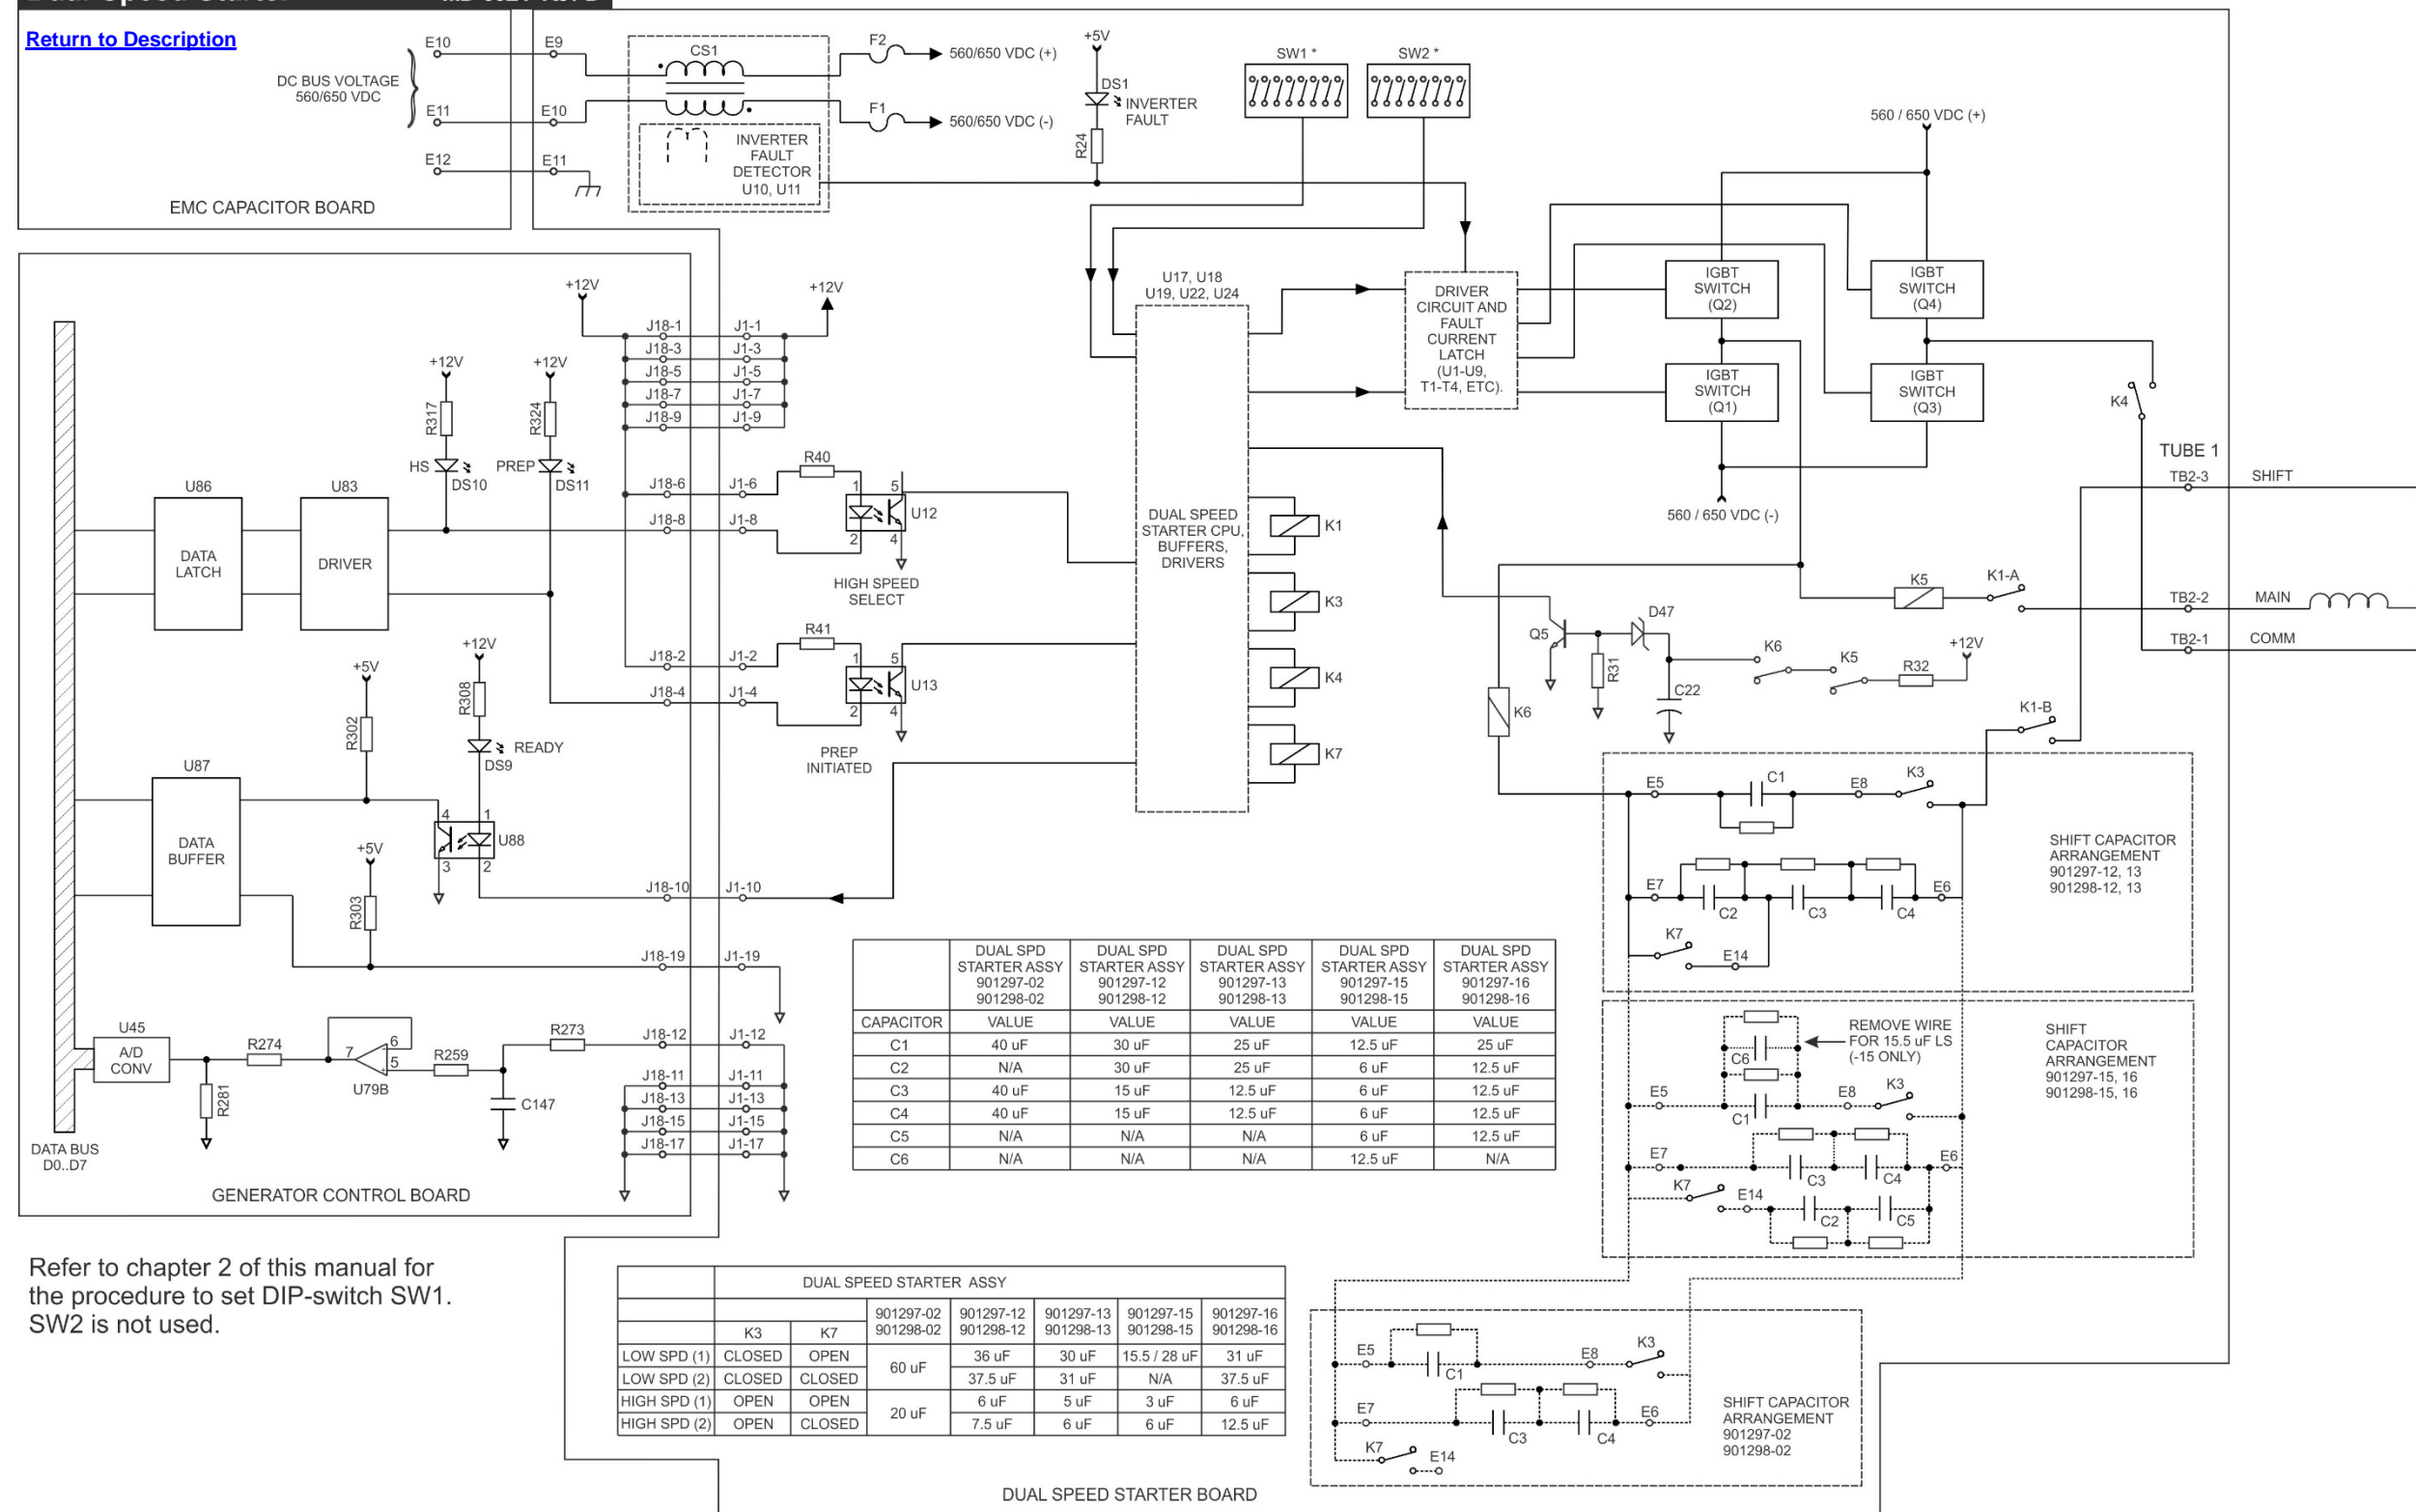 Return to Description
E10
E9
DC BUS VOLTAGE
560/650 VDC
E11
E10
E12
E11
EMC CAPACITOR BOARD
CS1
INVERTER
FAULT
DETECTOR
U10, U11
F2
560/650 VDC (+)
F1
560/650 VDC (-)
+5V
DS1
INVERTER
FAULT
R24
SW1 *
SW2 *
560 / 650 VDC (+)
U17, U18
U19, U22, U24
DRIVER
CIRCUIT AND
FAULT
CURRENT
LATCH
(U1-U9,
T1-T4, ETC).
IGBT
SWITCH
(Q2)
IGBT
SWITCH
(Q4)
IGBT
SWITCH
(Q1)
IGBT
SWITCH
(Q3)
560 / 650 VDC (-)
K4
TUBE 1
TB2-3
SHIFT
TB2-2
MAIN
TB2-1
COMM
+12V
+12V
J18-1
J1-1
J18-3
J1-3
J18-5
J1-5
J18-7
J1-7
J18-9
J1-9
+12V
R317
HS
DS10
+12V
R324
PREP
DS11
U86
DATA
LATCH
U83
DRIVER
J18-6
J1-6
J18-8
J1-8
R40
1
5
2
4
U12
HIGH SPEED
SELECT
J18-2
J1-2
J18-4
J1-4
R41
1
5
2
4
U13
PREP
INITIATED
DUAL SPEED
STARTER CPU,
BUFFERS,
DRIVERS
K1
K3
K4
K7
K5
K1-A
Q5
D47
R31
C22
K6
K5
R32
+12V
K6
K1-B
+5V
R302
+12V
R308
READY
DS9
U87
DATA
BUFFER
4
1
3
2
U88
+5V
R303
J18-10
J1-10
J18-19
J1-19
U45
A/D
CONV
R274
R281
7
6
5
U79B
R259
R273
C147
J18-12
J1-12
J18-11
J1-11
J18-13
J1-13
J18-15
J1-15
J18-17
J1-17
DATA BUS
D0..D7
GENERATOR CONTROL BOARD
E5
C1
E8
K3
E7
C2
C3
C4
E6
K7
E14
SHIFT CAPACITOR
ARRANGEMENT
901297-12, 13
901298-12, 13
C6
REMOVE WIRE
FOR 15.5 uF LS
(-15 ONLY)
E5
C1
E8
K3
E7
C3
C4
E6
K7
E14
C2
C5
SHIFT
CAPACITOR
ARRANGEMENT
901297-15, 16
901298-15, 16
DUAL SPD STARTER ASSY 901297-02 901298-02
DUAL SPD STARTER ASSY 901297-12 901298-12
DUAL SPD STARTER ASSY 901297-13 901298-13
DUAL SPD STARTER ASSY 901297-15 901298-15
DUAL SPD STARTER ASSY 901297-16 901298-16
CAPACITOR VALUE VALUE VALUE VALUE VALUE
C1 40 uF 30 uF 25 uF 12.5 uF 25 uF
C2 N/A 30 uF 25 uF 6 uF 12.5 uF
C3 40 uF 15 uF 12.5 uF 6 uF 12.5 uF
C4 40 uF 15 uF 12.5 uF 6 uF 12.5 uF
C5 N/A N/A N/A 6 uF 12.5 uF
C6 N/A N/A N/A 12.5 uF N/A
Refer to chapter 2 of this manual for
the procedure to set DIP-switch SW1.
SW2 is not used.
DUAL SPEED STARTER ASSY
901297-02 901297-12 901297-13 901297-15 901297-16
K3 K7 901298-02 901298-12 901298-13 901298-15 901298-16
LOW SPD (1) CLOSED OPEN 60 uF 36 uF 30 uF 15.5 / 28 uF 31 uF
LOW SPD (2) CLOSED CLOSED 37.5 uF 31 uF N/A 37.5 uF
HIGH SPD (1) OPEN OPEN 20 uF 6 uF 5 uF 3 uF 6 uF
HIGH SPD (2) OPEN CLOSED 7.5 uF 6 uF 6 uF 12.5 uF
E5
C1
E8
K3
E7
C3
C4
E6
K7
E14
SHIFT CAPACITOR
ARRANGEMENT
901297-02
901298-02
DUAL SPEED STARTER BOARD